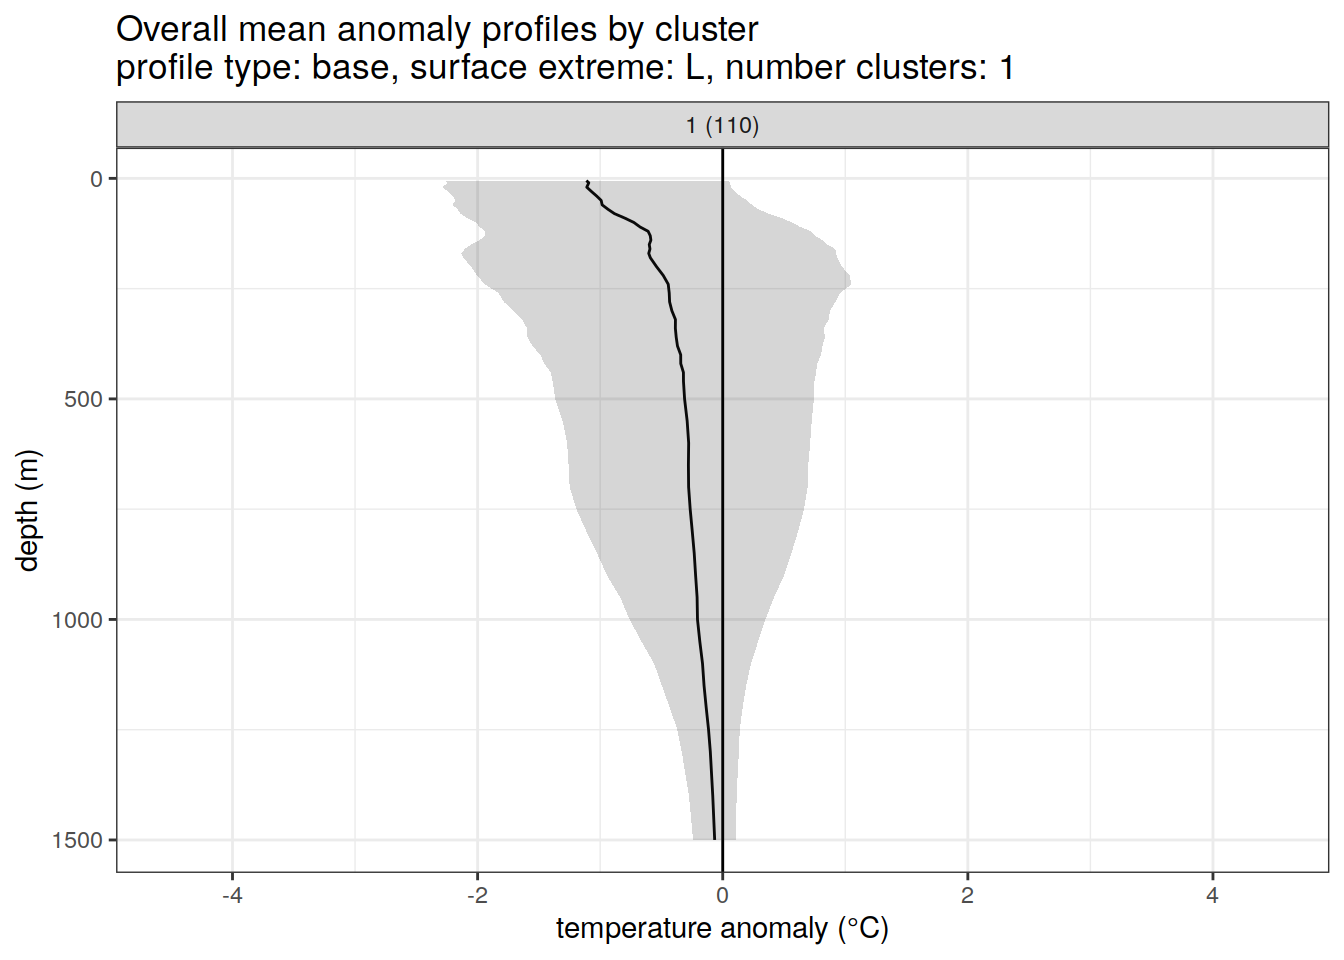 Overall mean anomaly profiles by cluster
profile type: base, surface extreme: L, number clusters: 1
1 (110)
0
500
1000
1500
depth (m)
-4 -2 0 2 4
temperature anomaly (°C)